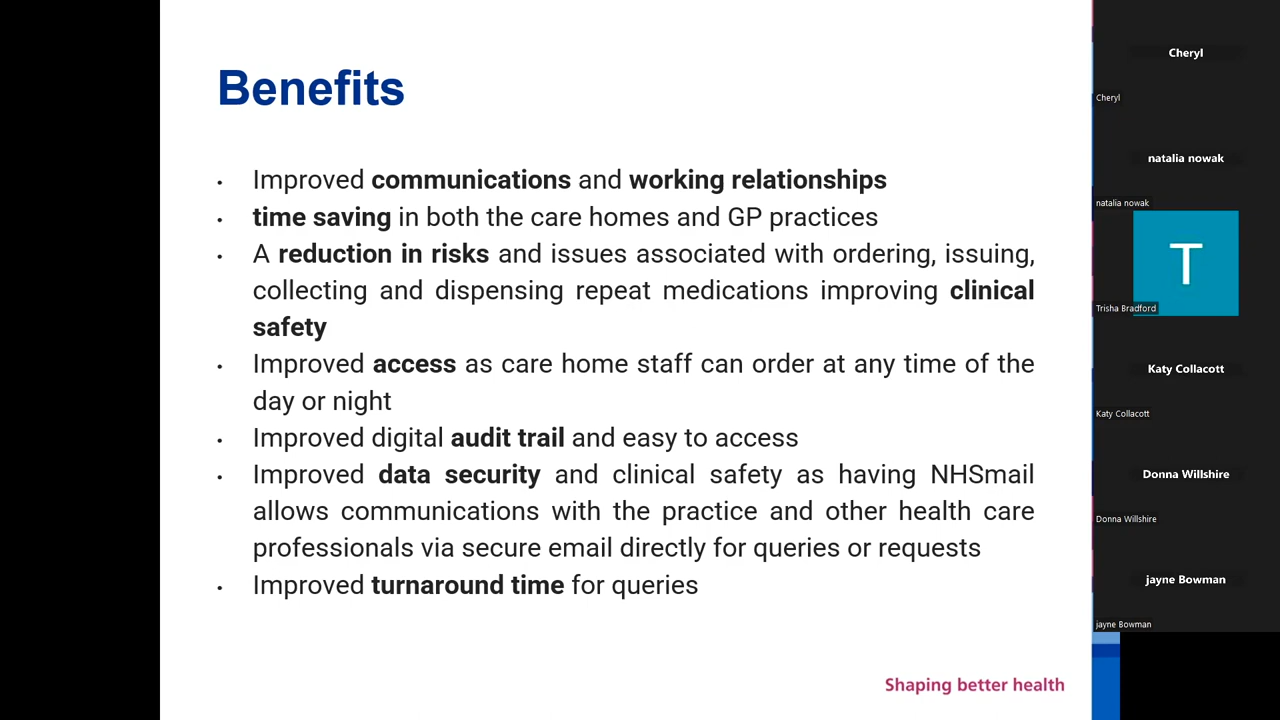 Benefits
• Improved communications and working relationships
• time saving in both the care homes and GP practices
• A reduction in risks and issues associated with ordering, issuing,
collecting and dispensing repeat medications improving clinical
safety
• Improved access as care home staff can order at any time of the
day or night
• Improved digital audit trail and easy to access
• Improved data security and clinical safety as having NHSmail
allows communications with the practice and other health care
professionals via secure email directly for queries or requests
• Improved turnaround time for queries
Shaping better health
Cheryl
Cheryl
natalia nowak
natalia nowak
T
Trisha Bradford
Katy Collacott
Katy Collacott
Donna Willshire
Donna Willshire
jayne Bowman
jayne Bowman